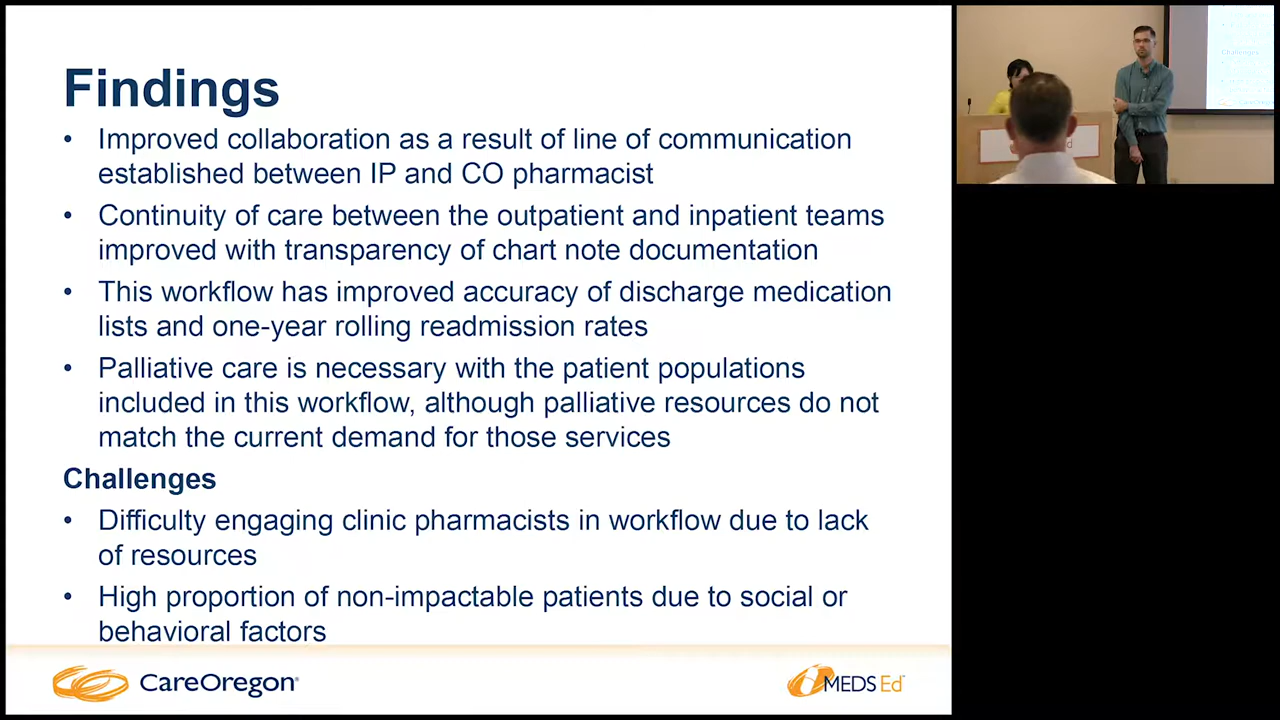 Findings
• Improved collaboration as a result of line of communication
established between IP and CO pharmacist
• Continuity of care between the outpatient and inpatient teams
improved with transparency of chart note documentation
• This workflow has improved accuracy of discharge medication
lists and one-year rolling readmission rates
• Palliative care is necessary with the patient populations
included in this workflow, although palliative resources do not
match the current demand for those services
Challenges
• Difficulty engaging clinic pharmacists in workflow due to lack
of resources
• High proportion of non-impactable patients due to social or
behavioral factors
CareOregon®
MEDS Ed
Challenges